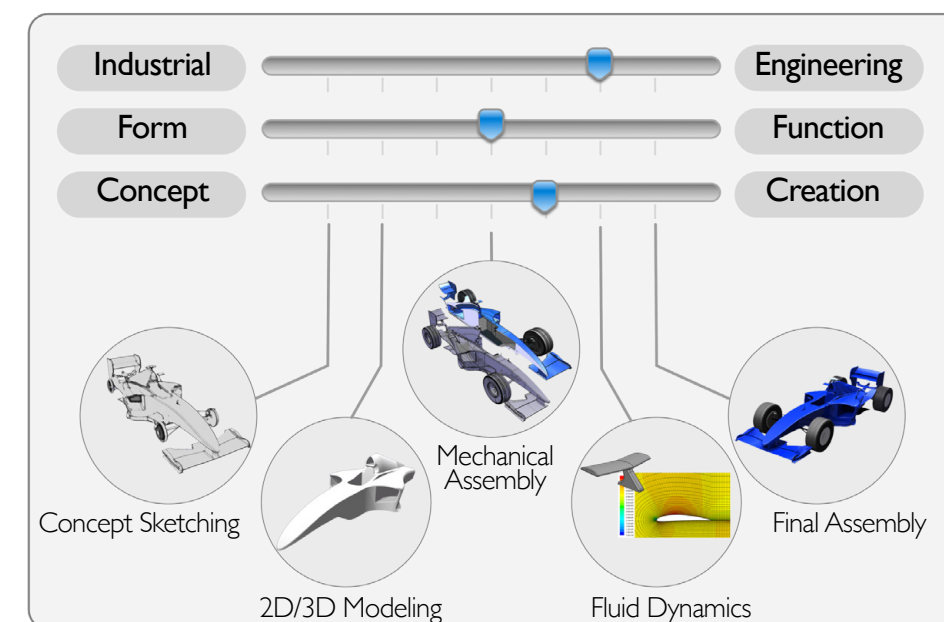 Industrial
Engineering
Form
Function
Concept
Creation
Mechanical
Assembly
Concept Sketching
Final Assembly
2D/3D Modeling
Fluid Dynamics